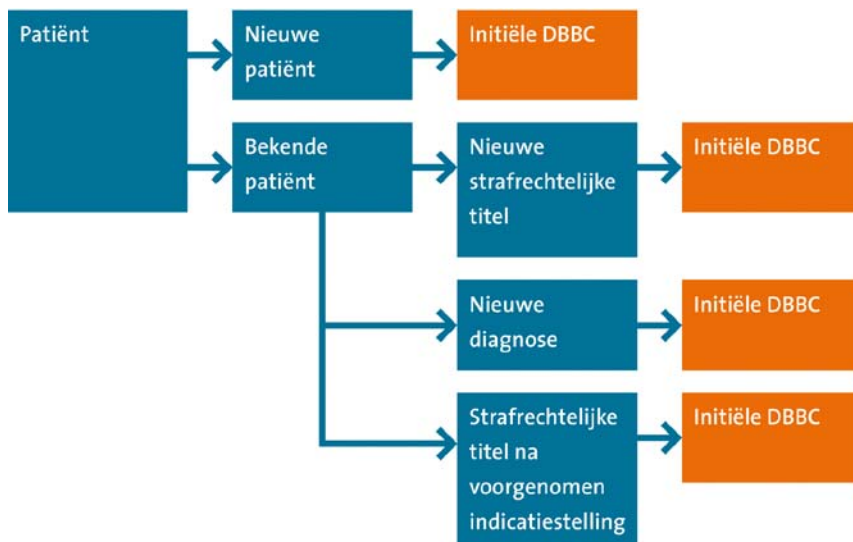 Patiënt
Nieuwe
patiënt
Initiële DBBC
Bekende
patiënt
Nieuwe
strafrechtelijke
titel
Initiële DBBC
Nieuwe
diagnose
Initiële DBBC
Strafrechtelijke
titel na
voorgenomen
indicatiestelling
Initiële DBBC